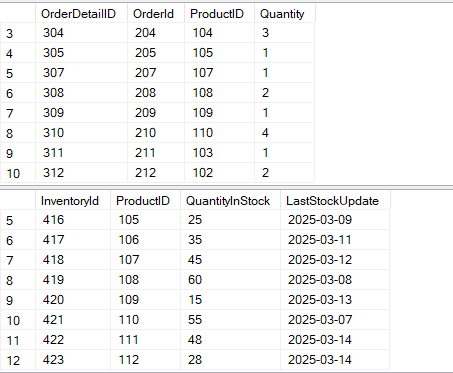 OrderDetailID OrderId ProductID Quantity
3 304 204 104 3
4 305 205 105 1
5 307 207 107 1
6 308 208 108 2
7 309 209 109 1
8 310 210 110 4
9 311 211 103 1
10 312 212 102 2
InventoryId ProductID QuantityInStock LastStockUpdate
5 416 105 25 2025-03-09
6 417 106 35 2025-03-11
7 418 107 45 2025-03-12
8 419 108 60 2025-03-08
9 420 109 15 2025-03-13
10 421 110 55 2025-03-07
11 422 111 48 2025-03-14
12 423 112 28 2025-03-14